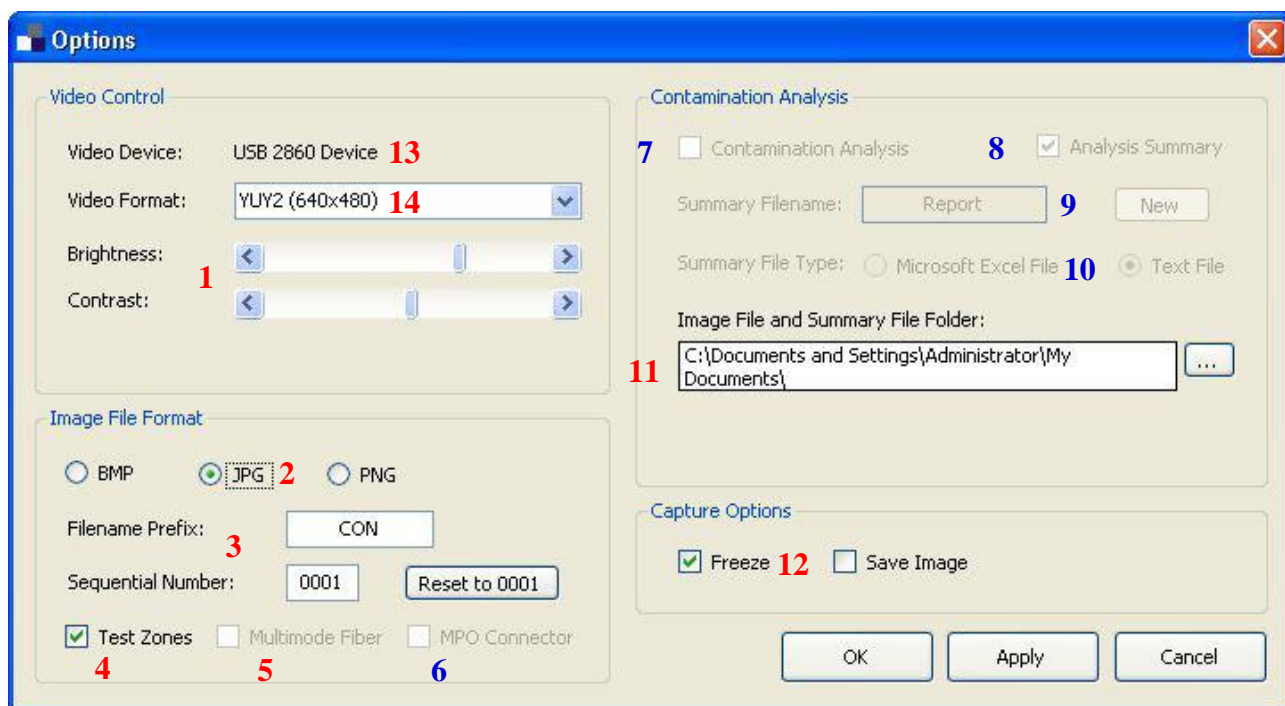 Options
Video Control
Video Device: USB 2860 Device 13
Video Format: YUY2 (640x480) 14
Brightness:
1
Contrast:
Image File Format
BMP JPG 2 PNG
Filename Prefix: CON
3
Sequential Number: 0001 Reset to 0001
Test Zones Multimode Fiber MPO Connector
4 5 6
Contamination Analysis
7 Contamination Analysis 8 Analysis Summary
Summary Filename: Report 9 New
Summary File Type: Microsoft Excel File 10 Text File
Image File and Summary File Folder:
11 C:\Documents and Settings\Administrator\My
Documents\
...
Capture Options
Freeze 12 Save Image
OK Apply Cancel